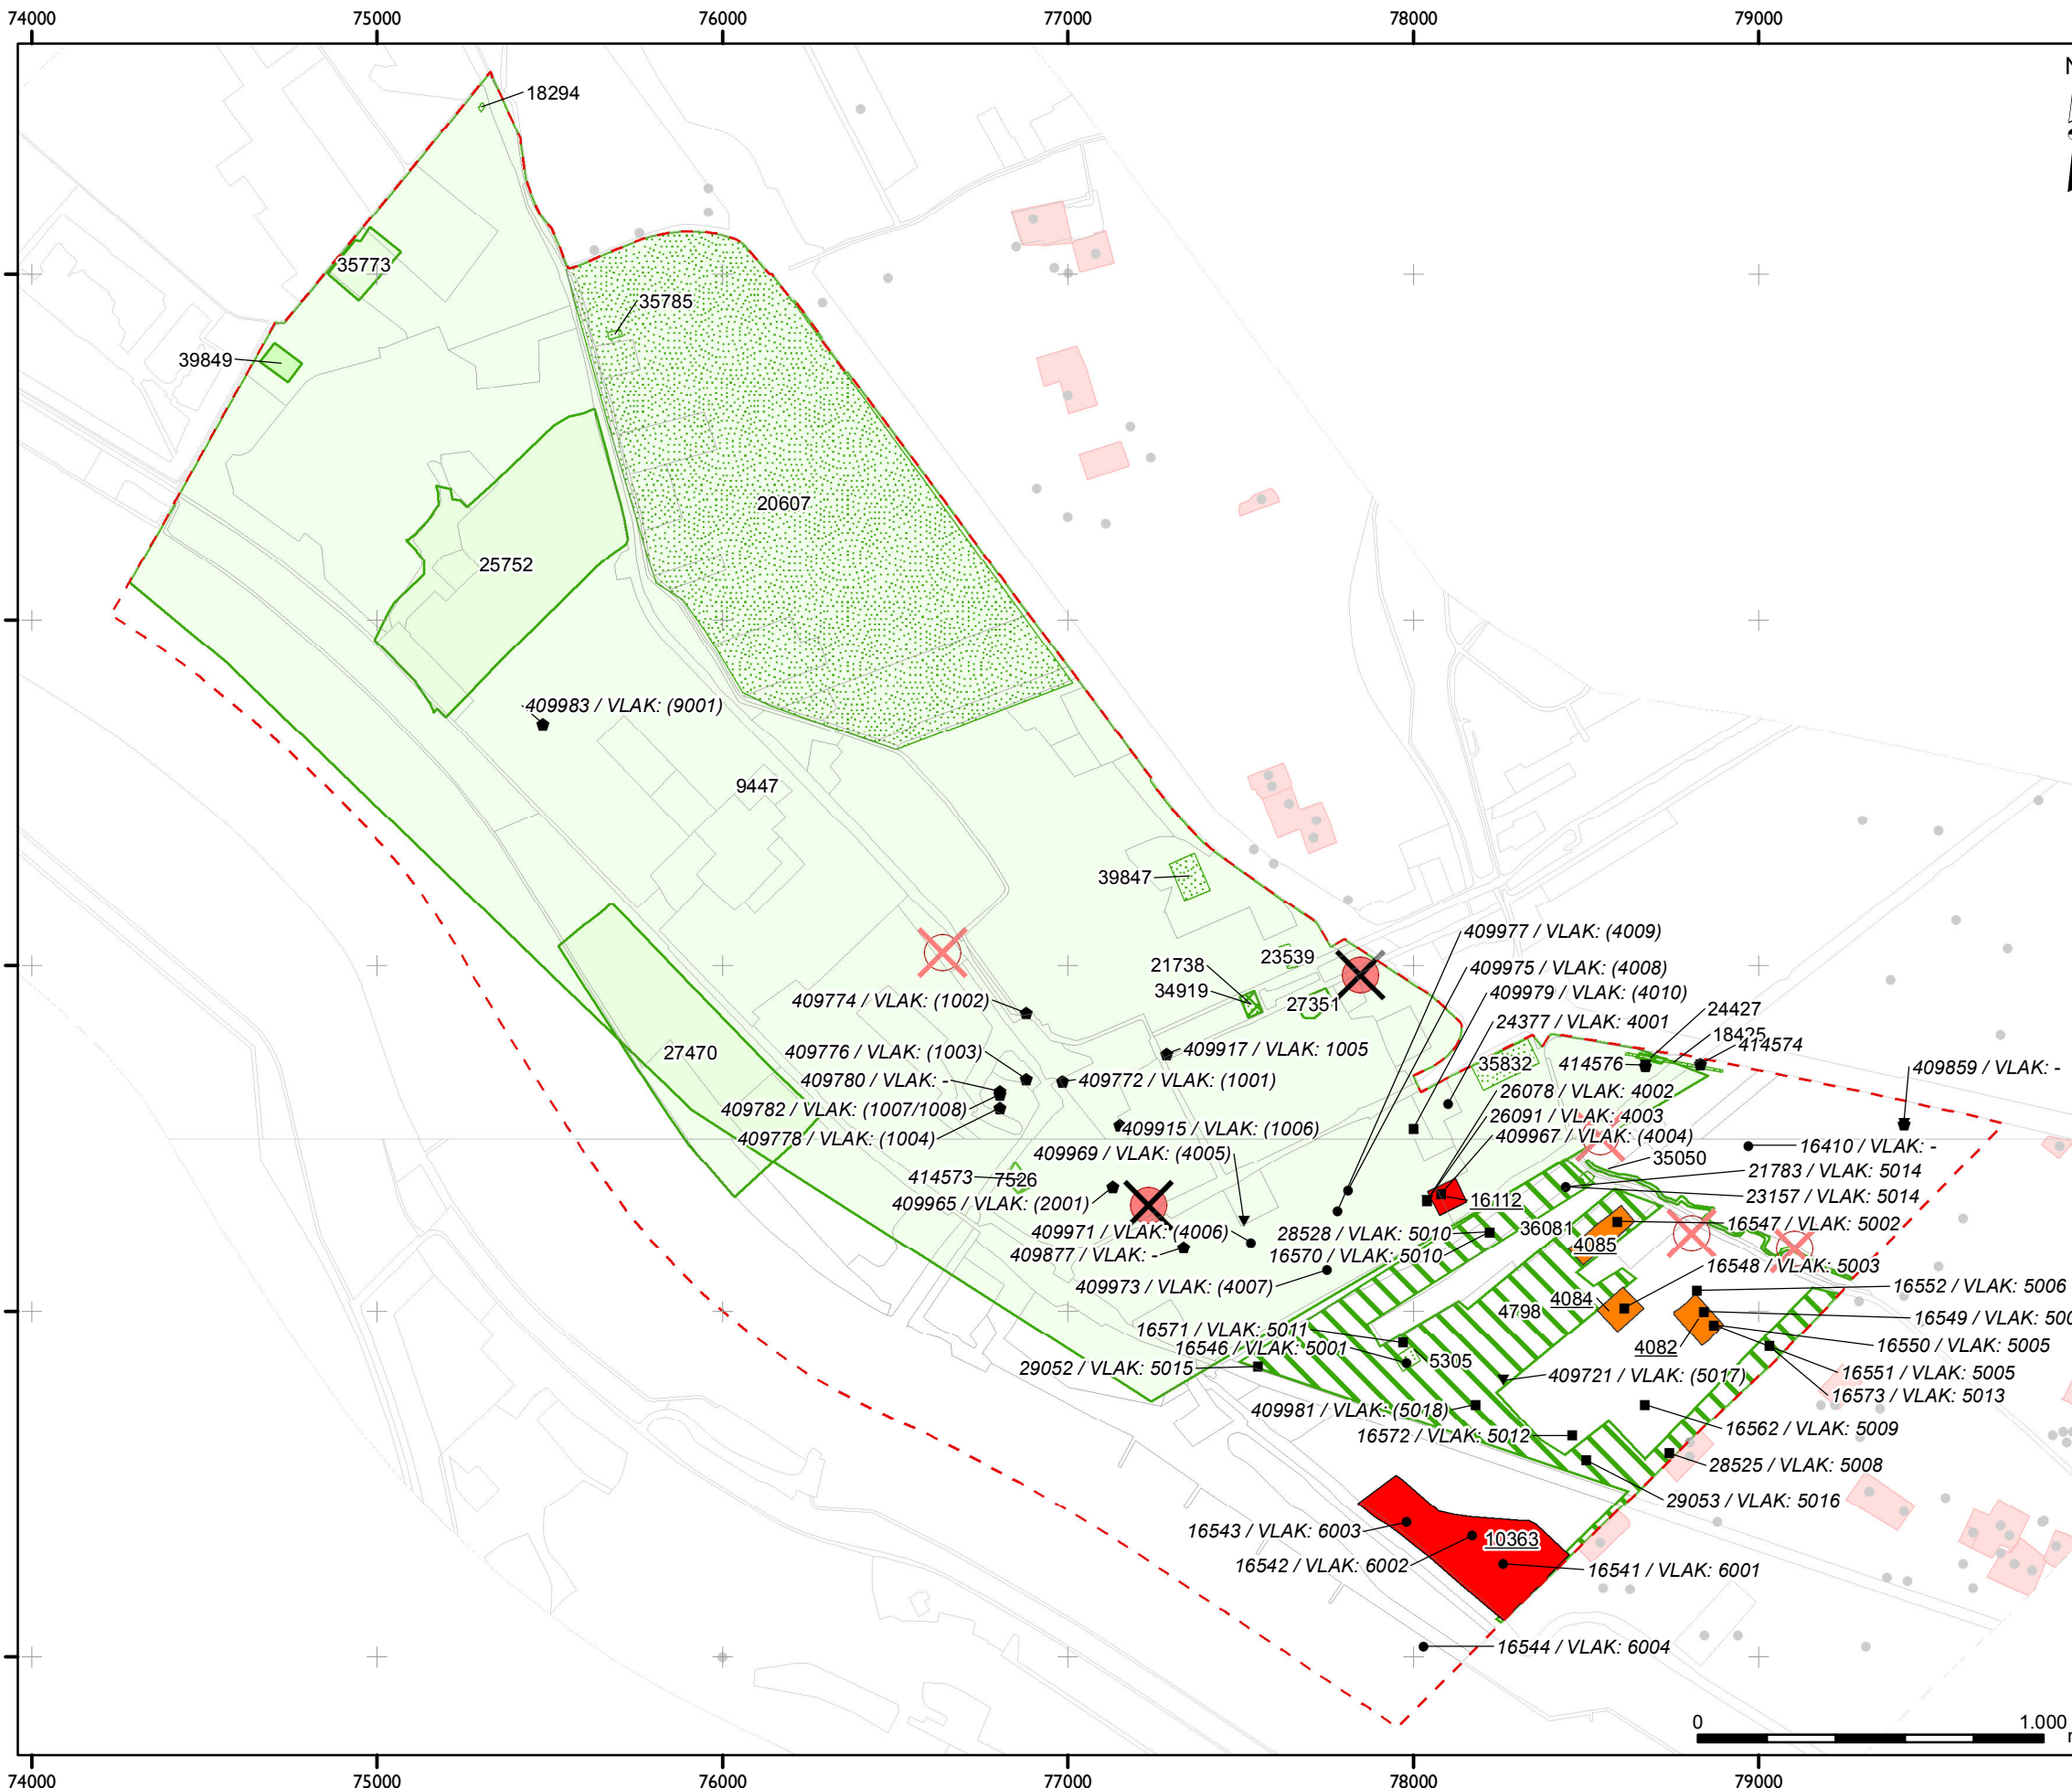 74000 75000 76000 77000 78000 79000
N
18294
35773
35785
39849
20607
25752
409983 / VLAK: (9001)
9447
39847
409977 / VLAK: (4009)
23539
21738
409975 / VLAK: (4008)
34919
409979 / VLAK: (4010)
409774 / VLAK: (1002)
27351
24427
24377 / VLAK: 4001
18425
414574
27470
409776 / VLAK: (1003)
409917 / VLAK: 1005
35832
414576
409859 / VLAK: -
409780 / VLAK: -
409772 / VLAK: (1001)
26078 / VLAK: 4002
409782 / VLAK: (1007/1008)
26091 / VLAK: 4003
409778 / VLAK: (1004)
409915 / VLAK: (1006)
409967 / VLAK: (4004)
16410 / VLAK: -
409969 / VLAK: (4005)
35050
21783 / VLAK: 5014
414573
7526
23157 / VLAK: 5014
409965 / VLAK: (2001)
16112
16547 / VLAK: 5002
409971 / VLAK: (4006)
28528 / VLAK: 5010
36081
4085
409877 / VLAK: -
16570 / VLAK: 5010
16548 / VLAK: 5003
409973 / VLAK: (4007)
16552 / VLAK: 5006
4084
4798
16549 / VLAK: 500
16571 / VLAK: 5011
16546 / VLAK: 5001
4082
16550 / VLAK: 5005
29052 / VLAK: 5015
5305
409721 / VLAK: (5017)
16551 / VLAK: 5005
16573 / VLAK: 5013
409981 / VLAK: (5018)
16562 / VLAK: 5009
16572 / VLAK: 5012
28525 / VLAK: 5008
29053 / VLAK: 5016
16543 / VLAK: 6003
10363
16542 / VLAK: 6002
16541 / VLAK: 6001
16544 / VLAK: 6004
0 1.000
74000 75000 76000 77000 78000 79000